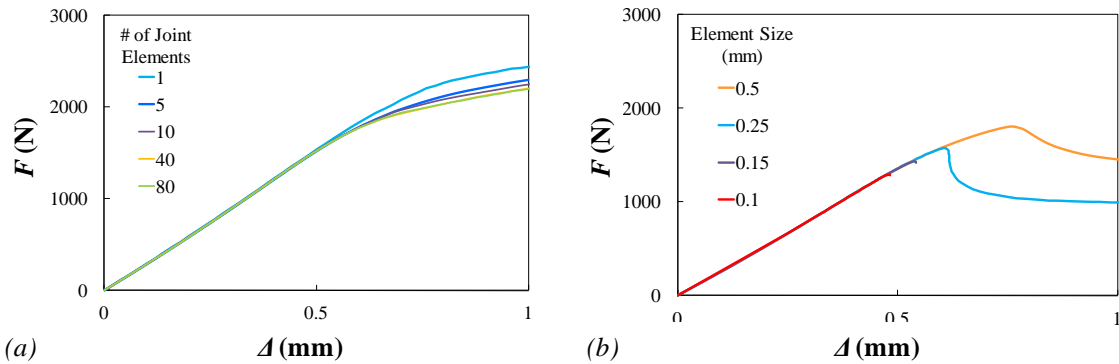 3000
2000
1000
0
0
0.5
1
F (N)
Δ (mm)
# of Joint
Elements
1
5
10
40
80
(a)
3000
2000
1000
0
0
0.5
1
F (N)
Δ (mm)
Element Size
(mm)
0.5
0.25
0.15
0.1
(b)